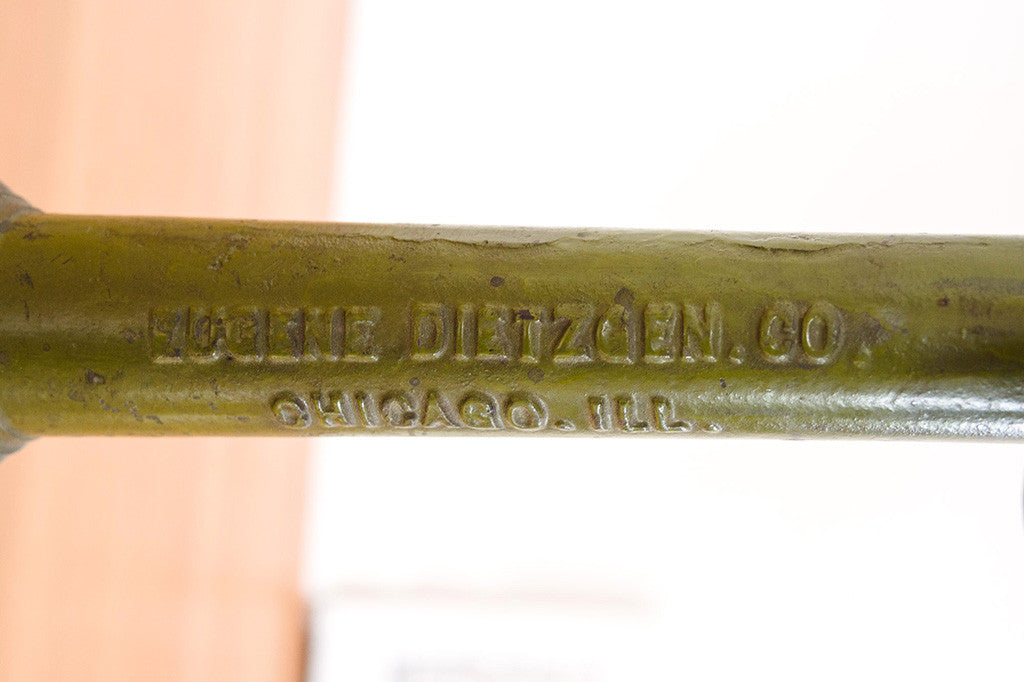 EUGENE DIETZGEN. CO.
CHICAGO. ILL.